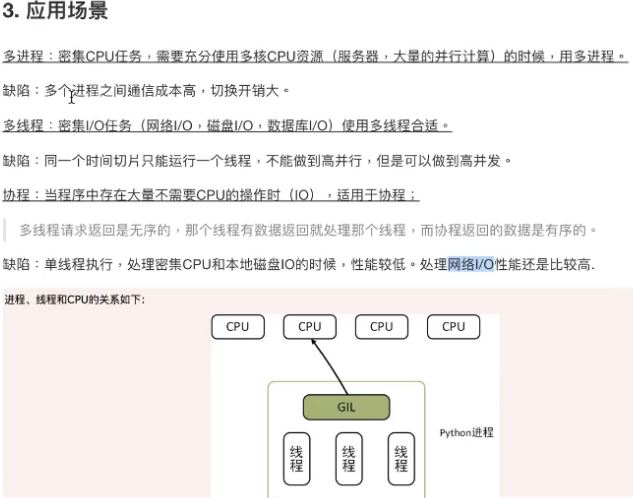 3. 应用场景
多进程：密集CPU任务，需要充分使用多核CPU资源（服务器，大量的并行计算）的时候，用多进程。
缺陷：多个进程之间通信成本高，切换开销大。
多线程：密集I/O任务（网络I/O，磁盘I/O，数据库I/O）使用多线程合适。
缺陷：同一个时间切片只能运行一个线程，不能做到高并行，但是可以做到高并发。
协程：当程序中存在大量不需要CPU的操作时（IO），适用于协程；
多线程请求返回是无序的，那个线程有数据返回就处理那个线程，而协程返回的数据是有序的。
缺陷：单线程执行，处理密集CPU和本地磁盘IO的时候，性能较低。处理网络I/O性能还是比较高.
进程、线程和CPU的关系如下：
CPU CPU CPU CPU
GIL
Python进程
线程 线程 线程